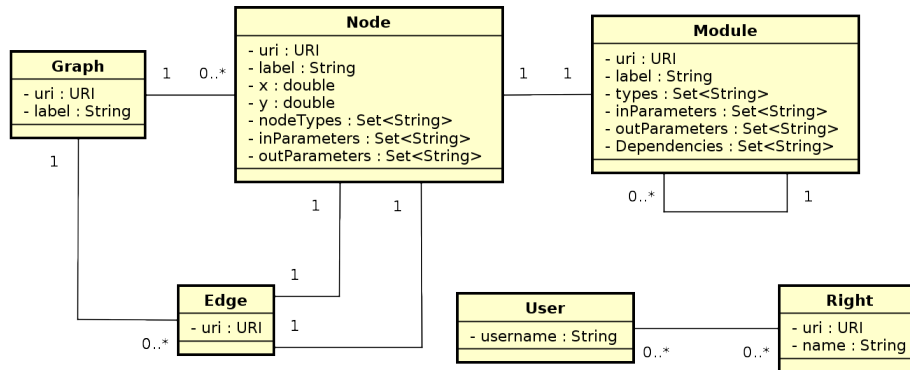 Graph
- uri : URI
- label : String
1
0..*
Node
- uri : URI
- label : String
- x : double
- y : double
- nodeTypes : Set<String>
- inParameters : Set<String>
- outParameters : Set<String>
1
1
Module
- uri : URI
- label : String
- types : Set<String>
- inParameters : Set<String>
- outParameters : Set<String>
- Dependencies : Set<String>
1
1
1
0..*
1
1
1
0..*
Edge
- uri : URI
User
- username : String
0..*
0..*
Right
- uri : URI
- name : String